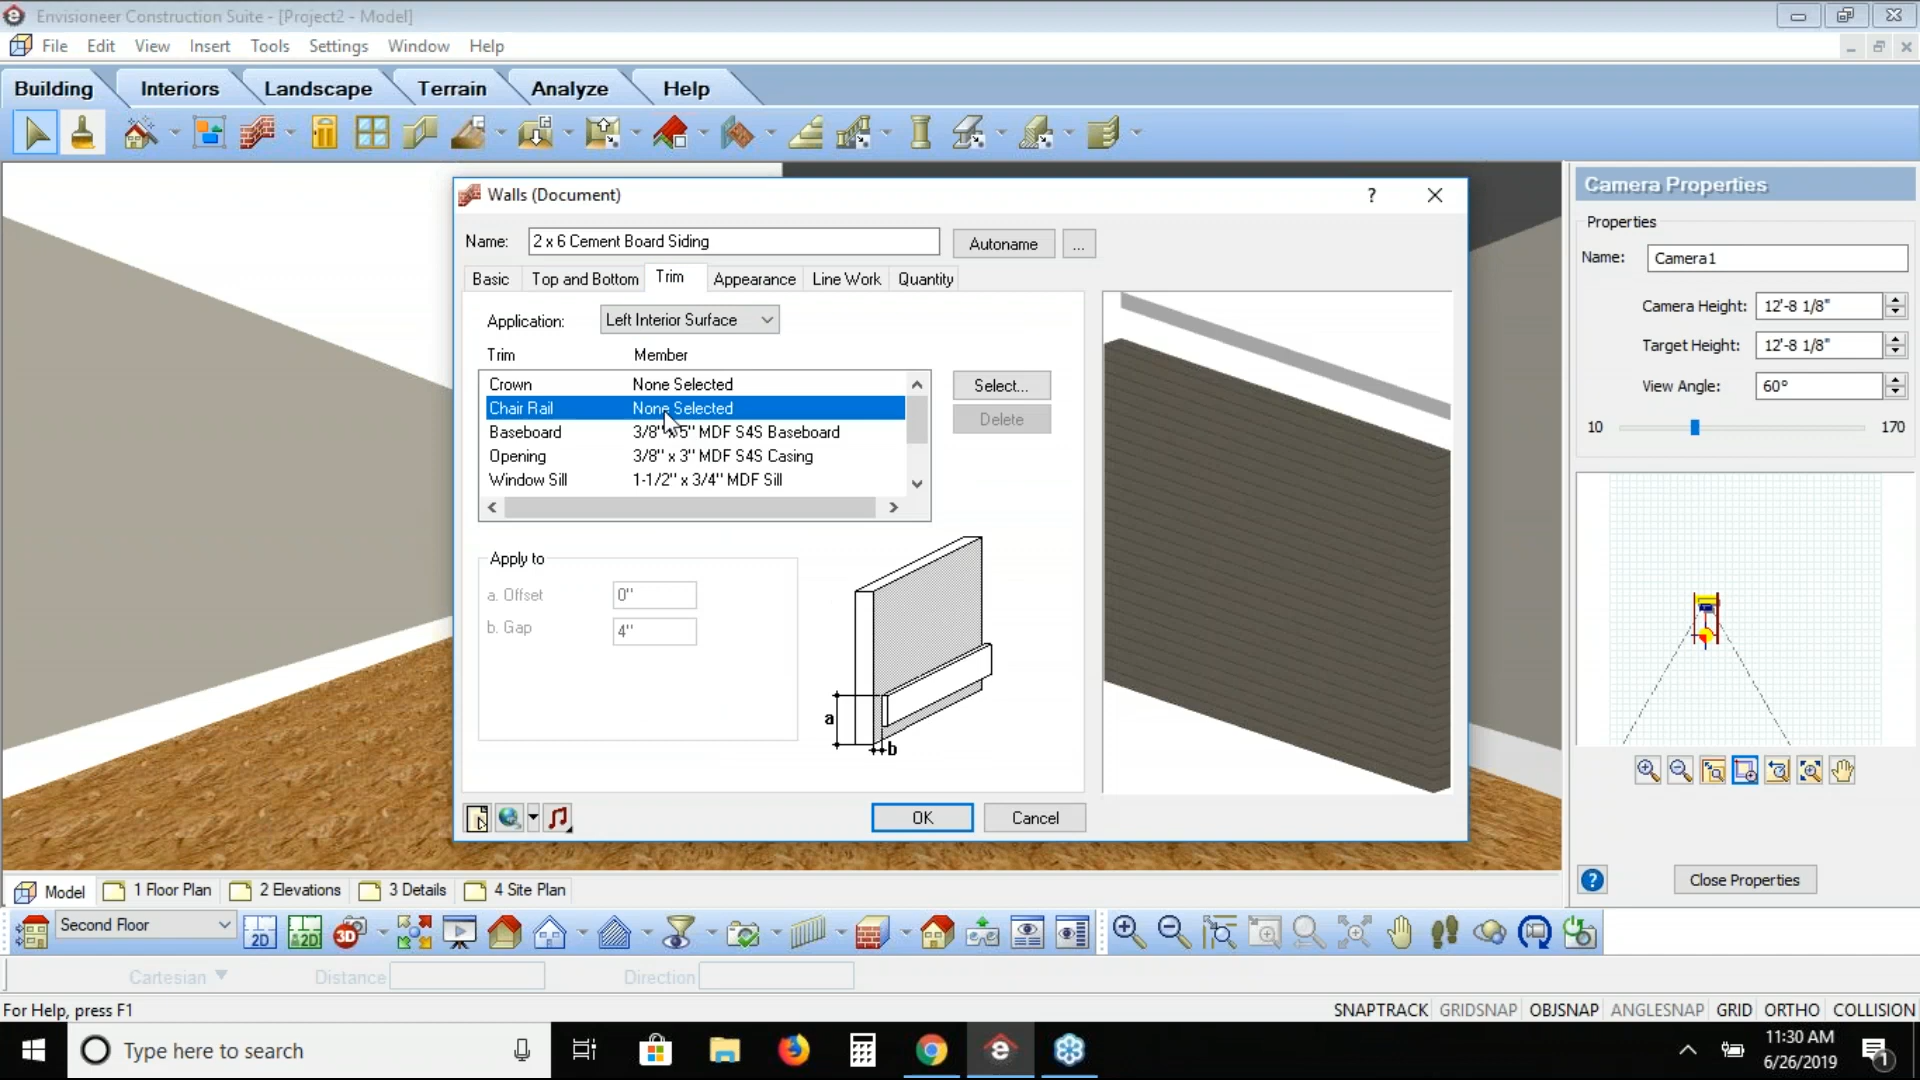 Envisioneer Construction Suite - [Project2 - Model]
File Edit View Insert Tools Settings Window Help
Building Interiors Landscape Terrain Analyze Help
Camera Properties
Properties
Name: Camera1
Camera Height: 12'-8 1/8"
Target Height: 12'-8 1/8"
View Angle: 60°
10 170
Walls (Document) ?
Name: 2 x 6 Cement Board Siding Autoname ...
Basic Top and Bottom Trim Appearance Line Work Quantity
Application: Left Interior Surface
Trim Member
Crown None Selected
Chair Rail None Selected
Baseboard 3/8" x 5" MDF S4S Baseboard
Opening 3/8" x 3" MDF S4S Casing
Window Sill 1-1/2" x 3/4" MDF Sill
Select...
Delete
Apply to
a. Offset 0"
b. Gap 4"
a
b
OK Cancel
? Close Properties
Model 1 Floor Plan 2 Elevations 3 Details 4 Site Plan
Second Floor 2D 2D 3D
Cartesian Distance Direction
For Help, press F1
SNAPTRACK GRIDSNAP OBJSNAP ANGLESNAP GRID ORTHO COLLISION
Type here to search
e
11:30 AM
6/26/2019
1